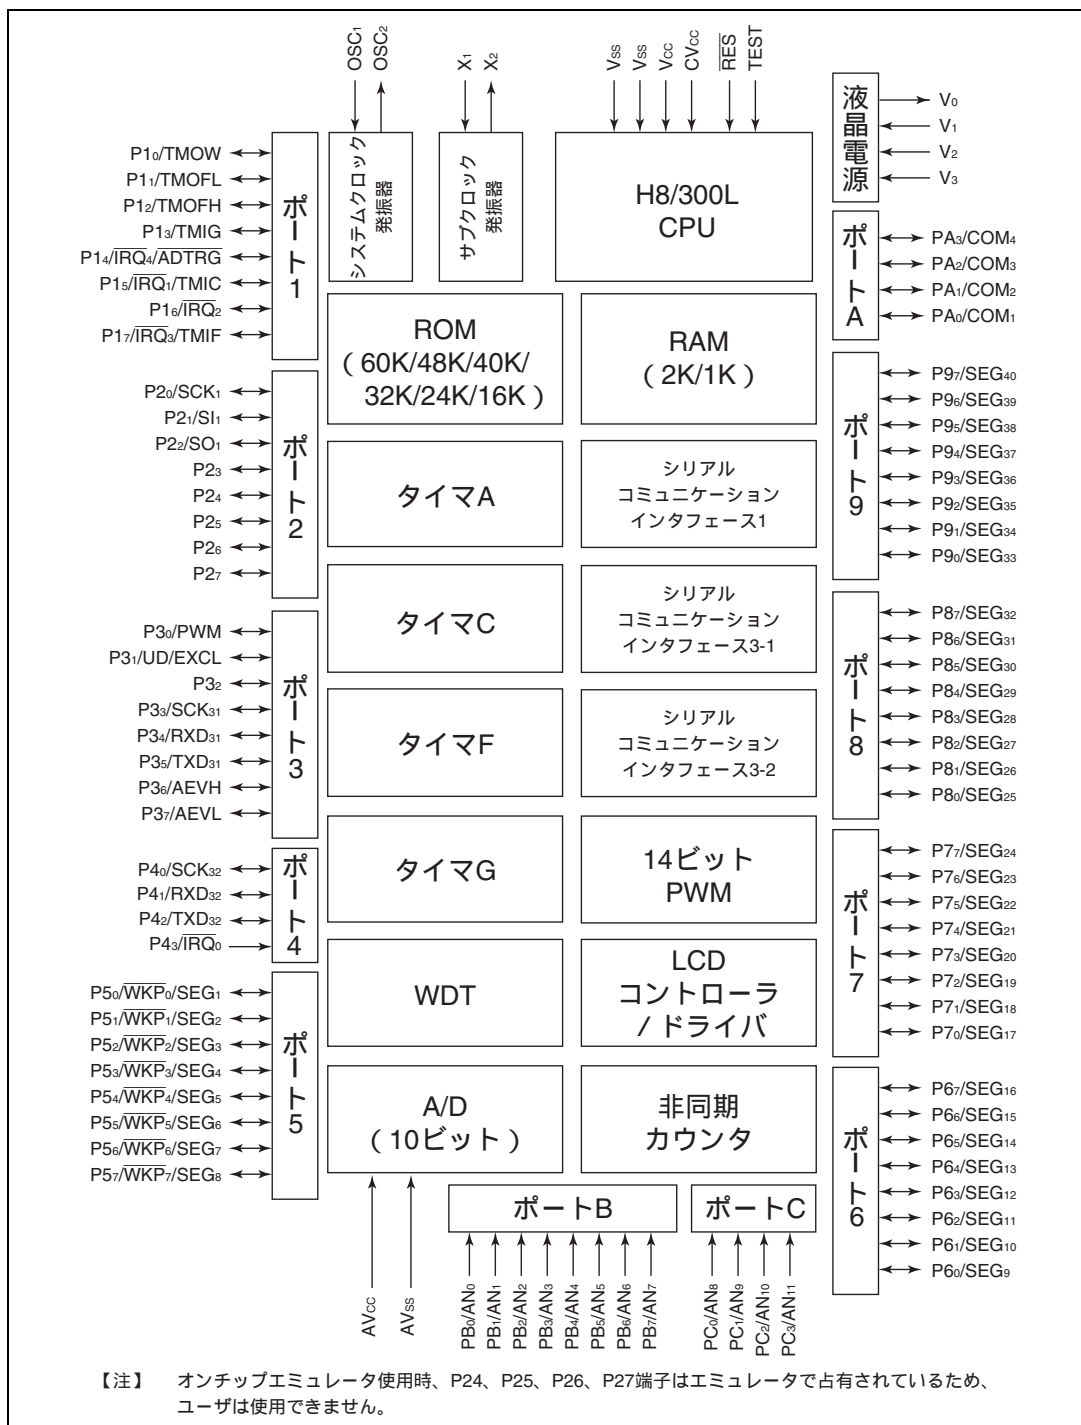 OSC1
OSC2
X1
X2
VSS
VSS
VCC
CVCC
RES
TEST
システムクロック
発振器
サブクロック
発振器
H8/300L
CPU
液晶電源
V0
V1
V2
V3
P10/TMOW
P11/TMOFL
P12/TMOFH
P13/TMIG
P14/IRQ4/ADTRG
P15/IRQ1/TMIC
P16/IRQ2
P17/IRQ3/TMIF
ポート1
ポートA
PA3/COM4
PA2/COM3
PA1/COM2
PA0/COM1
ROM
(60K/48K/40K/
32K/24K/16K)
RAM
(2K/1K)
P20/SCK1
P21/SI1
P22/SO1
P23
P24
P25
P26
P27
ポート2
タイマA
シリアル
コミュニケーション
インタフェース1
ポート9
P97/SEG40
P96/SEG39
P95/SEG38
P94/SEG37
P93/SEG36
P92/SEG35
P91/SEG34
P90/SEG33
タイマC
シリアル
コミュニケーション
インタフェース3-1
P30/PWM
P31/UD/EXCL
P32
P33/SCK31
P34/RXD31
P35/TXD31
P36/AEVH
P37/AEVL
ポート3
タイマF
シリアル
コミュニケーション
インタフェース3-2
ポート8
P87/SEG32
P86/SEG31
P85/SEG30
P84/SEG29
P83/SEG28
P82/SEG27
P81/SEG26
P80/SEG25
P40/SCK32
P41/RXD32
P42/TXD32
P43/IRQ0
ポート4
タイマG
14ビット
PWM
ポート7
P77/SEG24
P76/SEG23
P75/SEG22
P74/SEG21
P73/SEG20
P72/SEG19
P71/SEG18
P70/SEG17
P50/WKP0/SEG1
P51/WKP1/SEG2
P52/WKP2/SEG3
P53/WKP3/SEG4
P54/WKP4/SEG5
P55/WKP5/SEG6
P56/WKP6/SEG7
P57/WKP7/SEG8
ポート5
WDT
LCD
コントローラ
/ドライバ
A/D
(10ビット)
非同期
カウンタ
ポート6
P67/SEG16
P66/SEG15
P65/SEG14
P64/SEG13
P63/SEG12
P62/SEG11
P61/SEG10
P60/SEG9
ポートB
ポートC
AVCC
AVSS
PB0/AN0
PB1/AN1
PB2/AN2
PB3/AN3
PB4/AN4
PB5/AN5
PB6/AN6
PB7/AN7
PC0/AN8
PC1/AN9
PC2/AN10
PC3/AN11
【注】 オンチップエミュレータ使用時、P24、P25、P26、P27端子はエミュレータで占有されているため、
ユーザは使用できません。